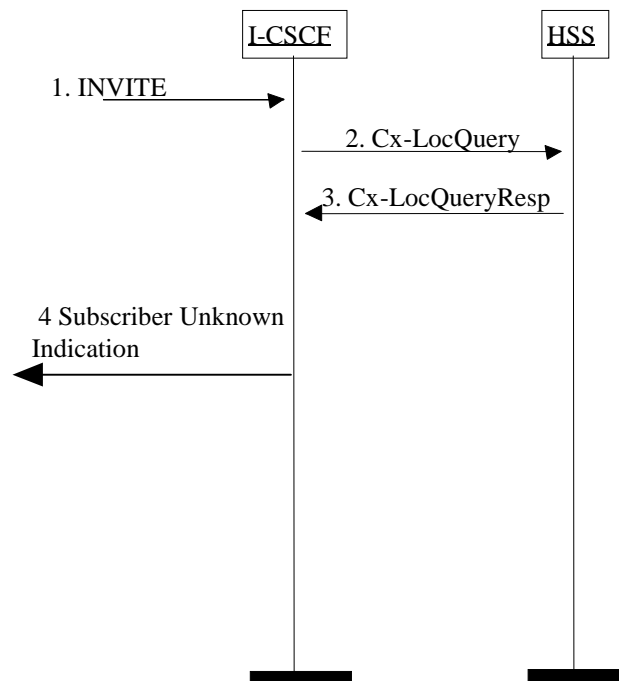 I-CSCF
HSS
1. INVITE
2. Cx-LocQuery
3. Cx-LocQueryResp
4 Subscriber Unknown
Indication